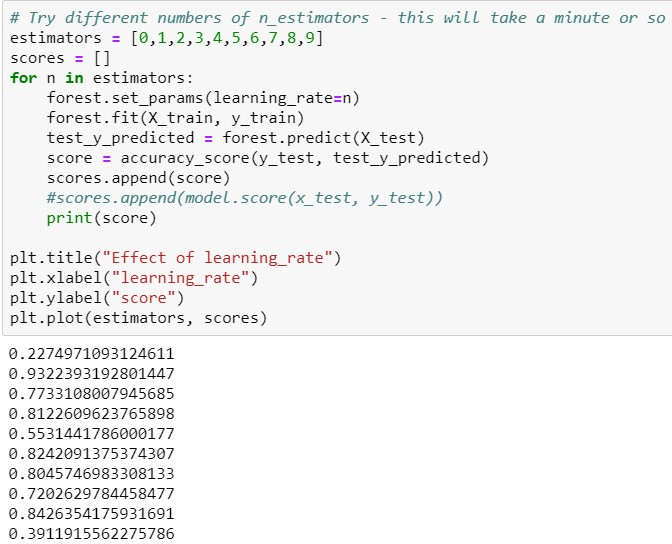 # Try different numbers of n_estimators - this will take a minute or so
estimators = [0,1,2,3,4,5,6,7,8,9]
scores = []
for n in estimators:
    forest.set_params(learning_rate=n)
    forest.fit(X_train, y_train)
    test_y_predicted = forest.predict(X_test)
    score = accuracy_score(y_test, test_y_predicted)
    scores.append(score)
    #scores.append(model.score(x_test, y_test))
    print(score)
plt.title("Effect of learning_rate")
plt.xlabel("learning_rate")
plt.ylabel("score")
plt.plot(estimators, scores)
0.2274971093124611
0.9322393192801447
0.7733108007945685
0.8122609623765898
0.5531441786000177
0.8242091375374307
0.8045746983308133
0.7202629784458477
0.8426354175931691
0.3911915562275786